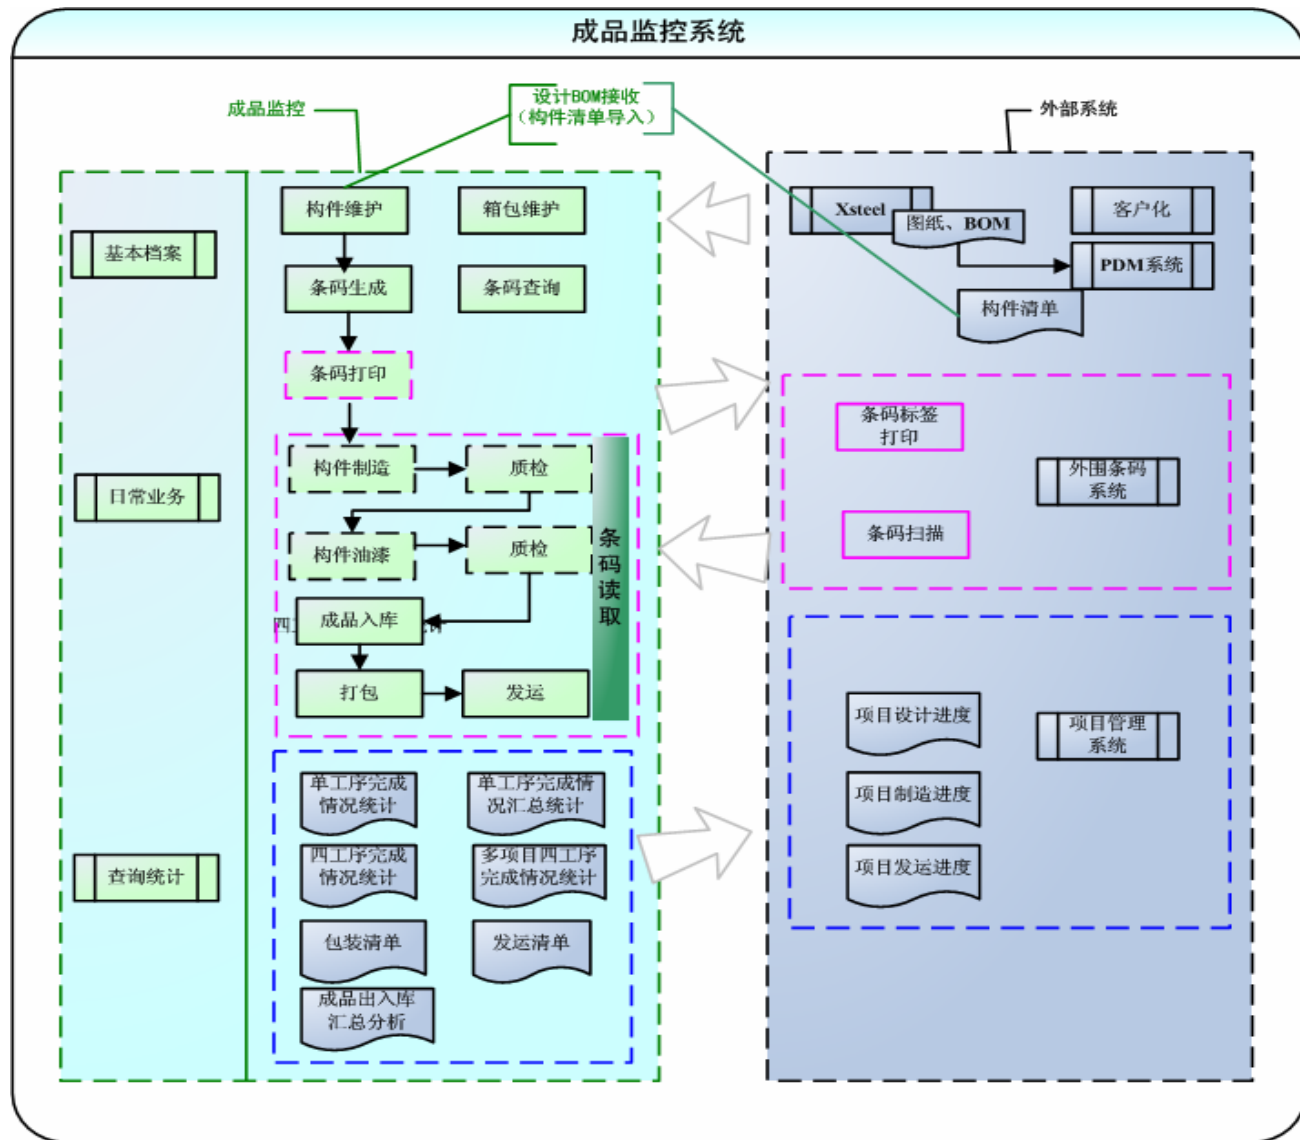 成品监控系统
成品监控
设计BOM接收
（构件清单导入）
外部系统
构件维护
箱包维护
Xsteel
图纸、BOM
客户化
基本档案
PDM系统
条码生成
条码查询
构件清单
条码打印
条码标签
打印
构件制造
质检
外围条码
系统
日常业务
条码扫描
构件油漆
质检
条码读取
成品入库
四
打包
发运
项目设计进度
项目管理
系统
单工序完成
情况统计
单工序完成情
况汇总统计
项目制造进度
四工序完成
情况统计
多项目四工序
完成情况统计
项目发运进度
查询统计
包装清单
发运清单
成品出入库
汇总分析